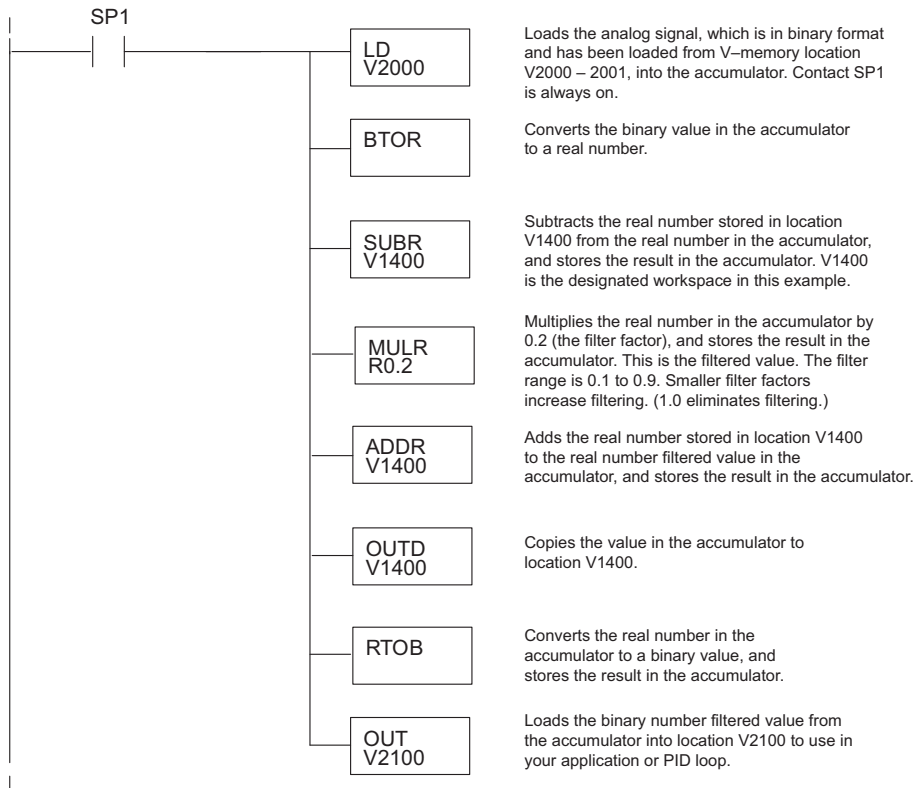 SP1
LD
V2000
Loads the analog signal, which is in binary format
and has been loaded from V–memory location
V2000 – 2001, into the accumulator. Contact SP1
is always on.
BTOR
Converts the binary value in the accumulator
to a real number.
SUBR
V1400
Subtracts the real number stored in location
V1400 from the real number in the accumulator,
and stores the result in the accumulator. V1400
is the designated workspace in this example.
MULR
R0.2
Multiplies the real number in the accumulator by
0.2 (the filter factor), and stores the result in the
accumulator. This is the filtered value. The filter
range is 0.1 to 0.9. Smaller filter factors
increase filtering. (1.0 eliminates filtering.)
ADDR
V1400
Adds the real number stored in location V1400
to the real number filtered value in the
accumulator, and stores the result in the accumulator.
OUTD
V1400
Copies the value in the accumulator to
location V1400.
RTOB
Converts the real number in the
accumulator to a binary value, and
stores the result in the accumulator.
OUT
V2100
Loads the binary number filtered value from
the accumulator into location V2100 to use in
your application or PID loop.